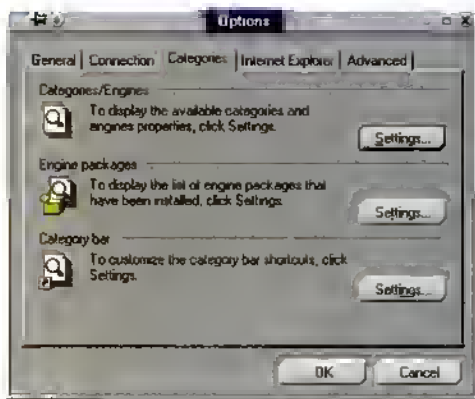 Options
General Connection Categories Internet Explorer Advanced
Categories/Engines
To display the available categories and
engines properties, click Settings.
Settings...
Engine packages
To display the list of engine packages that
have been installed, click Settings.
Settings...
Category bar
To customize the category bar shortcuts, click
Settings.
Settings...
OK Cancel